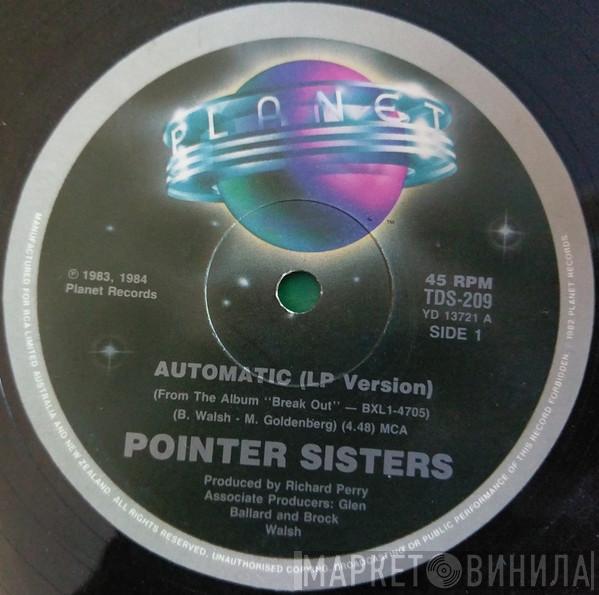 PLANET
™
℗ 1983, 1984
Planet Records
45 RPM
TDS-209
YD 13721 A
SIDE 1
AUTOMATIC (LP Version)
(From The Album "Break Out" — BXL1-4705)
(B. Walsh - M. Goldenberg) (4.48) MCA
POINTER SISTERS
Produced by Richard Perry
Associate Producers: Glen
Ballard and Brock
Walsh
MANUFACTURED FOR RCA LIMITED AUSTRALIA AND NEW ZEALAND. ALL RIGHTS RESERVED. UNAUTHORISED COPYING, BROADCASTING OR PUBLIC PERFORMANCE OF THIS RECORD FORBIDDEN. 1982 PLANET RECORDS.
МАРКЕТ ВИНИЛА